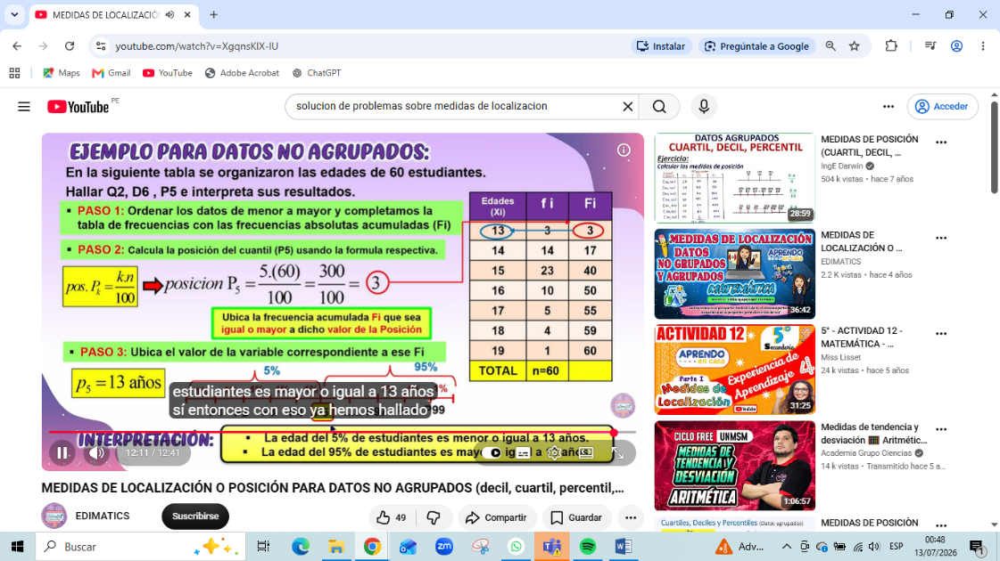 MEDIDAS DE LOCALIZACIÓN
youtube.com/watch?v=XgqnsKIX-IU
Instalar
Pregúntale a Google
Maps
Gmail
YouTube
Adobe Acrobat
ChatGPT
YouTube PE
solucion de problemas sobre medidas de localizacion
Acceder
EJEMPLO PARA DATOS NO AGRUPADOS:
En la siguiente tabla se organizaron las edades de 60 estudiantes.
Hallar Q2, D6 , P5 e interpreta sus resultados.
PASO 1: Ordenar los datos de menor a mayor y completamos la
tabla de frecuencias con las frecuencias absolutas acumuladas (Fi)
PASO 2: Calcula la posición del cuantil (P5) usando la formula respectiva.
pos. Pk = k.n/100
posicion P5 = 5.(60)/100 = 300/100 = 3
Ubica la frecuencia acumulada Fi que sea
igual o mayor a dicho valor de la Posición
PASO 3: Ubica el valor de la variable correspondiente a ese Fi
P5 = 13 años
5%
95%
Edades (Xi) f i Fi
13 3 3
14 14 17
15 23 40
16 10 50
17 5 55
18 4 59
19 1 60
TOTAL n=60
estudiantes es mayor o igual a 13 años
sí entonces con eso ya hemos hallado
INTERPRETACIÓN:
La edad del 5% de estudiantes es menor o igual a 13 años.
La edad del 95% de estudiantes es
12:11 / 12:41
MEDIDAS DE LOCALIZACIÓN O POSICIÓN PARA DATOS NO AGRUPADOS (decil, cuartil, percentil,...
EDIMATICS
Suscribirse
49
Compartir
Guardar
DATOS AGRUPADOS
CUARTIL, DECIL, PERCENTIL
Ejercicio:
Calcular las medidas de posición
28:59
MEDIDAS DE POSICIÓN
(CUARTIL, DECIL, ...
IngE Darwin
504 k vistas • hace 7 años
MEDIDAS DE LOCALIZACIÓN
DATOS
NO GRUPADOS
Y AGRUPADOS
MATEMÁTICA
36:42
MEDIDAS DE
LOCALIZACIÓN O ...
EDIMATICS
2.2 K vistas • hace 4 años
ACTIVIDAD 12
5° Secundaria
APRENDO
en casa
Experiencia de
Aprendizaje 4
Parte I
Medidas de
Localización
YouTube
31:25
5° - ACTIVIDAD 12 -
MATEMÁTICA - ...
Miss Lisset
24 k vistas • hace 5 años
CICLO FREE UNMSM
MEDIDAS DE
TENDENCIA Y
DESVIACIÓN
ARITMÉTICA
1:06:57
Medidas de tendencia y
desviación Aritmétic...
Academia Grupo Ciencias
14 k vistas • Transmitido hace 5 a...
Cuartiles, Deciles y Percentiles (Datos agrupados)
MEDIDAS DE POSICIÒN
Buscar
Adv...
ESP
00:48
13/07/2026
1